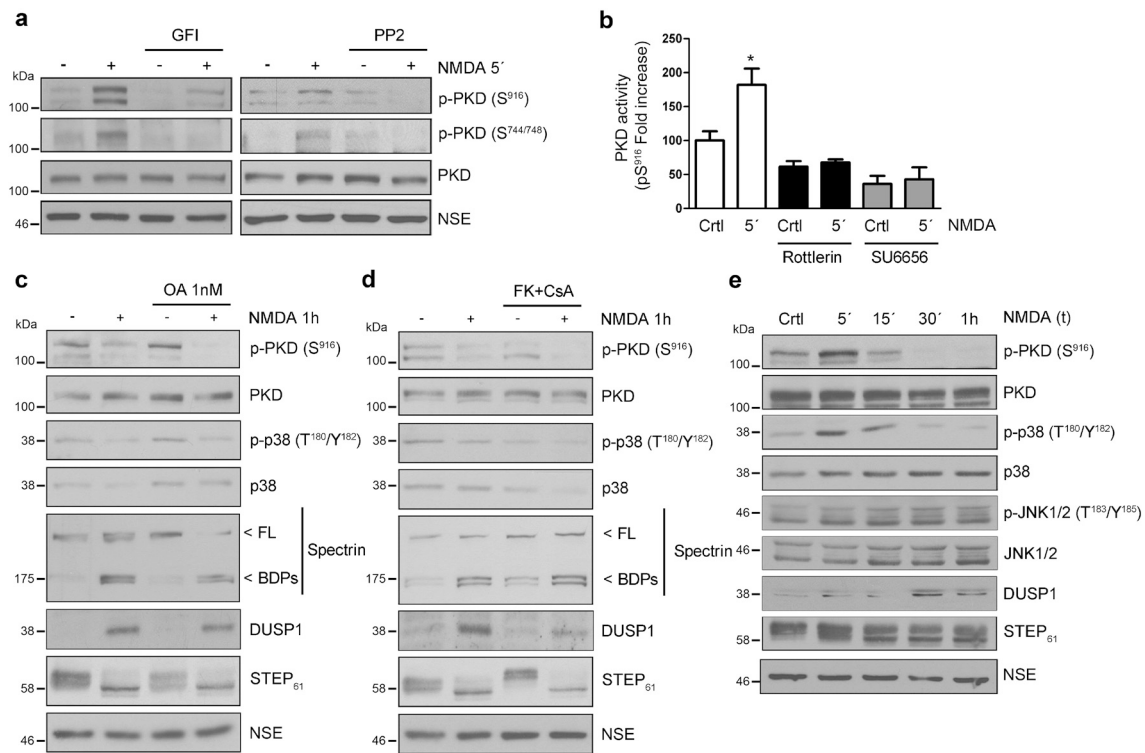 a
GFI
PP2
- + - + - + - + NMDA 5´
kDa
100
p-PKD (S916)
100
p-PKD (S744/748)
100
PKD
46
NSE
b
PKD activity
(pS916 Fold increase)
250
200
150
100
50
0
*
Crtl 5´ Crtl 5´ Crtl 5´ NMDA
Rottlerin SU6656
c
OA 1nM
- + - + NMDA 1h
kDa
100
p-PKD (S916)
100
PKD
38
p-p38 (T180/Y182)
38
p38
< FL
Spectrin
175
< BDPs
38
DUSP1
58
STEP61
46
NSE
d
FK+CsA
- + - + NMDA 1h
kDa
100
p-PKD (S916)
100
PKD
38
p-p38 (T180/Y182)
38
p38
< FL
Spectrin
175
< BDPs
38
DUSP1
58
STEP61
46
NSE
e
Crtl 5´ 15´ 30´ 1h NMDA (t)
kDa
100
p-PKD (S916)
100
PKD
38
p-p38 (T180/Y182)
38
p38
46
p-JNK1/2 (T183/Y185)
46
JNK1/2
38
DUSP1
58
STEP61
46
NSE